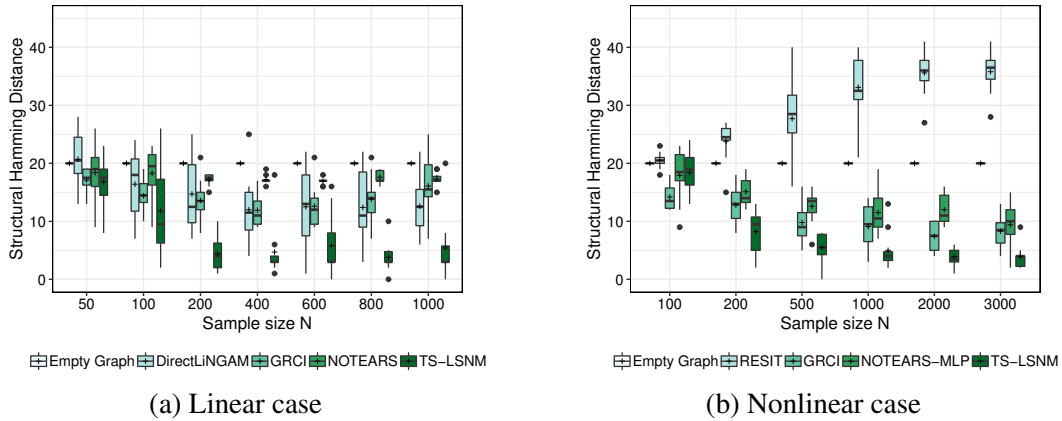 Structural Hamming Distance
40
30
20
10
0
50 100 200 400 600 800 1000
Sample size N
Empty Graph DirectLiNGAM GRCI NOTEARS TS−LSNM
(a) Linear case
Structural Hamming Distance
40
30
20
10
0
100 200 500 1000 2000 3000
Sample size N
Empty Graph RESIT GRCI NOTEARS−MLP TS−LSNM
(b) Nonlinear case